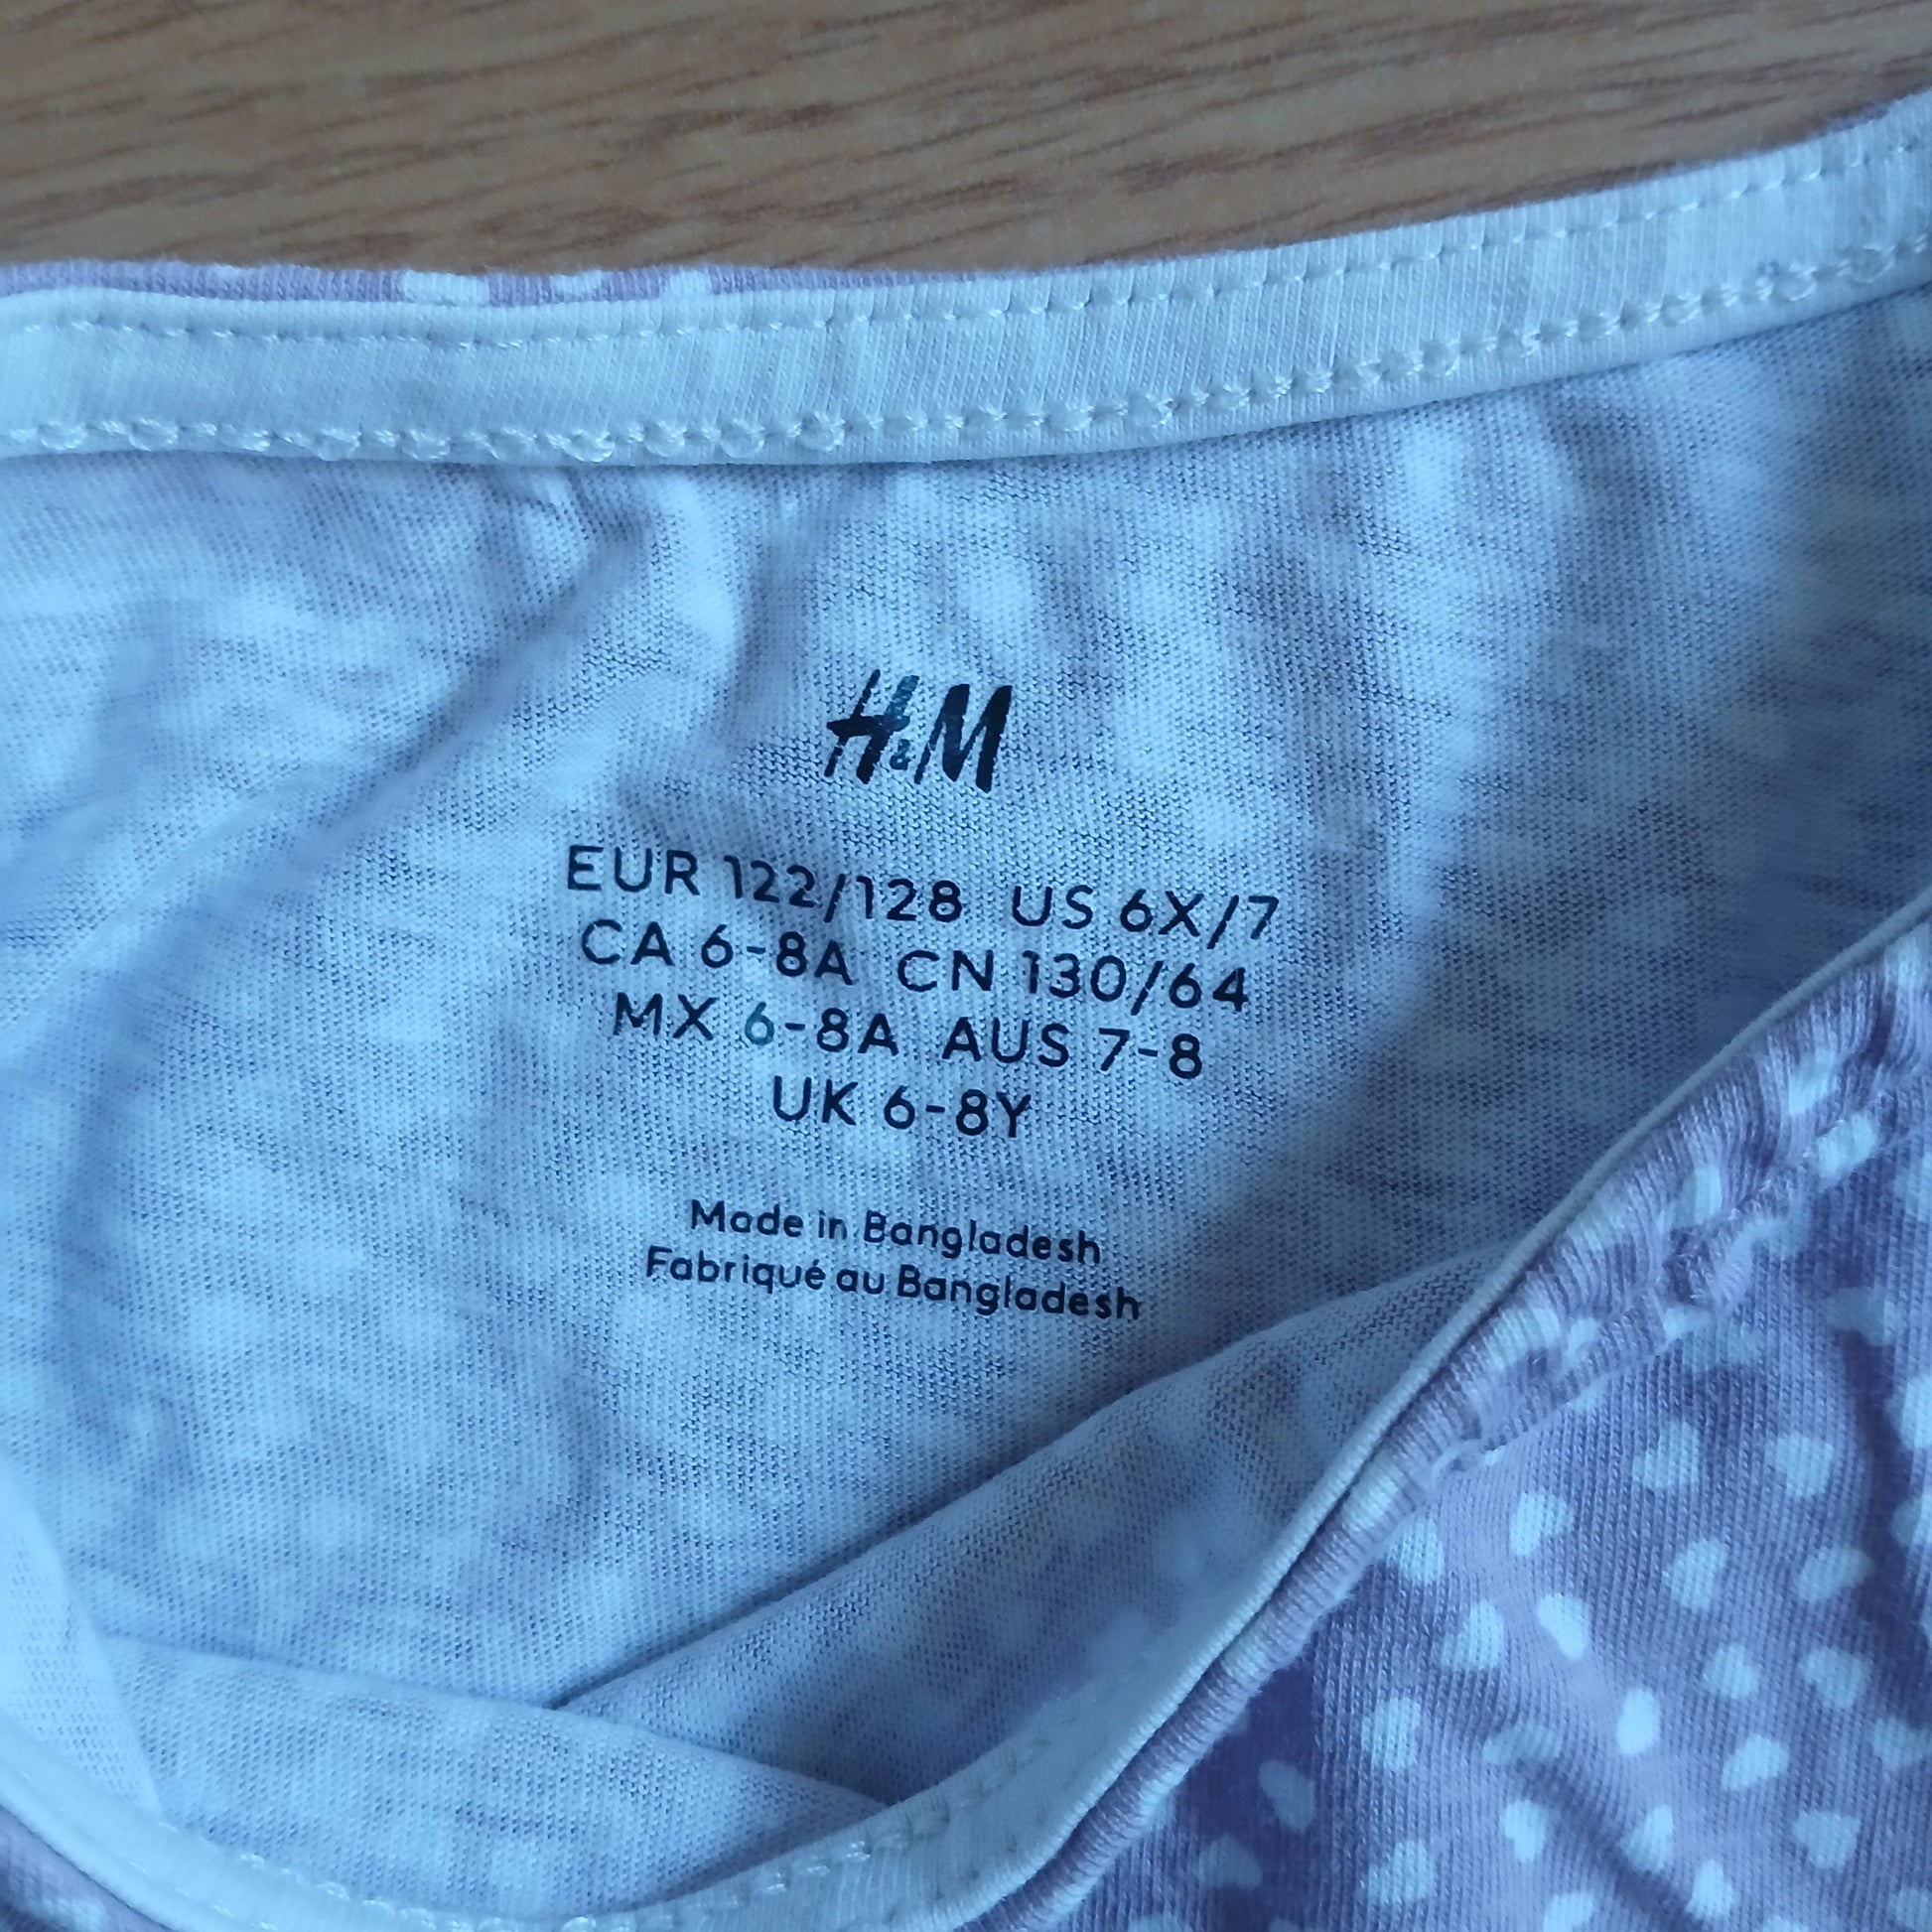 H&M
EUR 122/128 US 6X/7
CA 6-8A CN 130/64
MX 6-8A AUS 7-8
UK 6-8Y
Made in Bangladesh
Fabriqué au Bangladesh